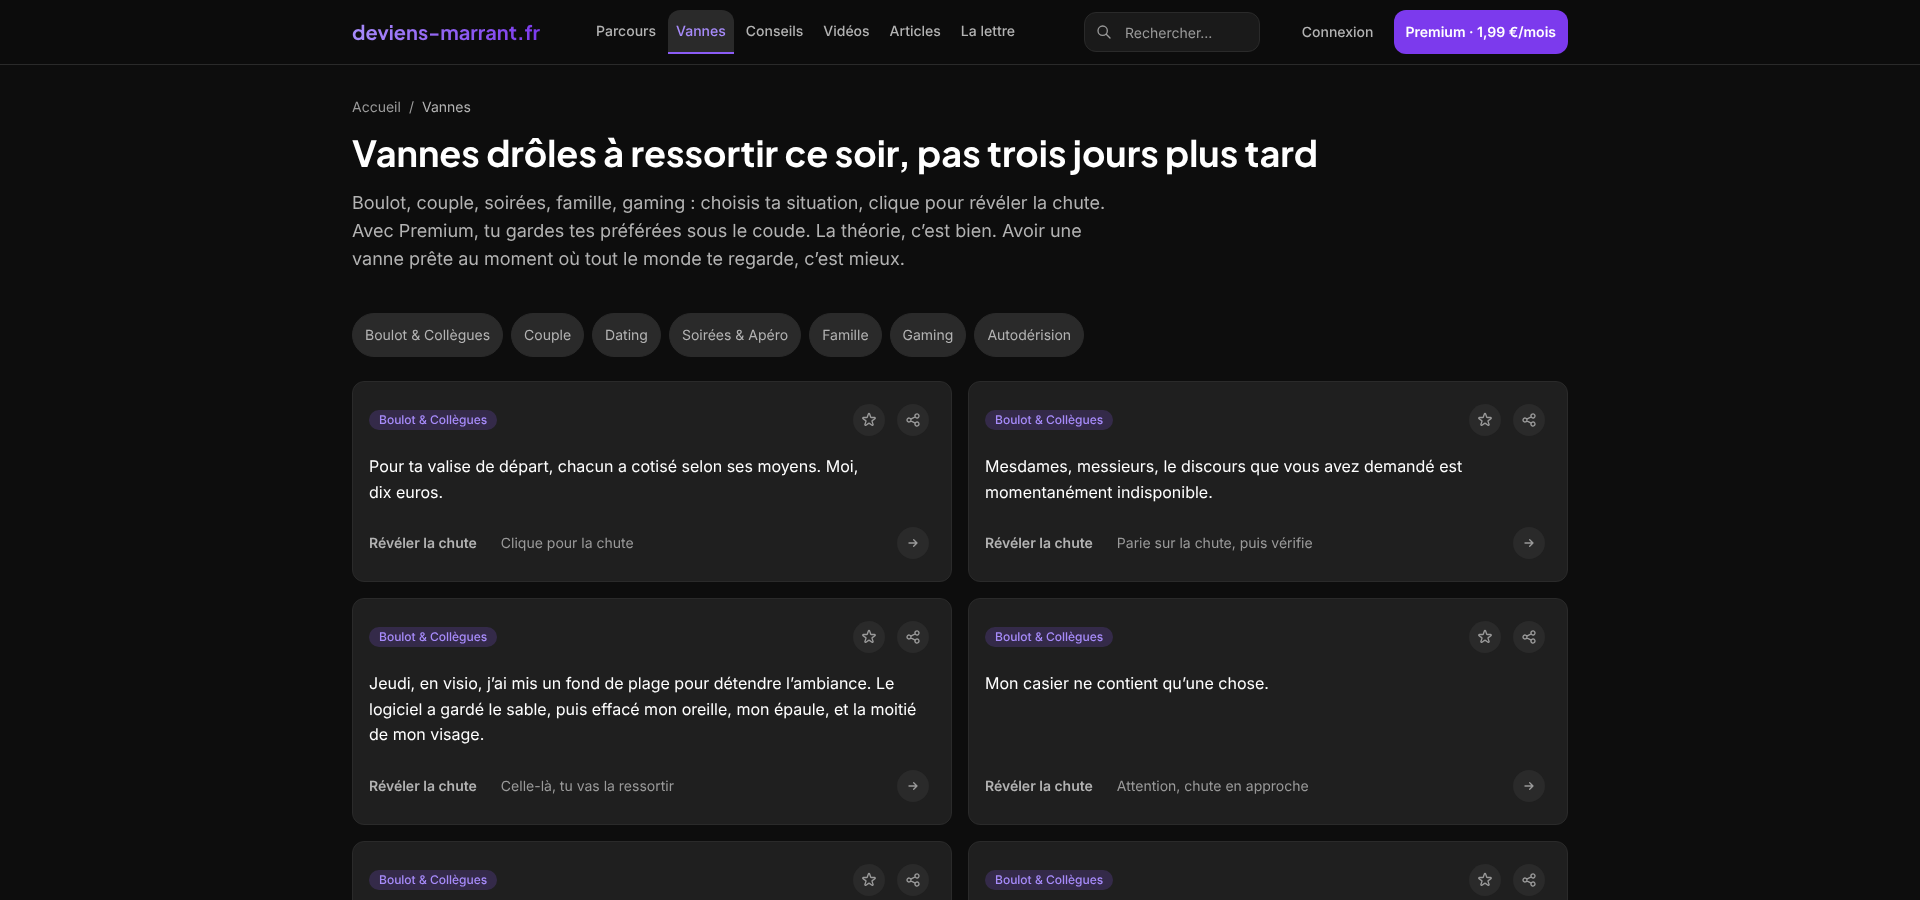 deviens-marrant.fr
Parcours
Vannes
Conseils
Vidéos
Articles
La lettre
Rechercher...
Connexion
Premium · 1,99 €/mois
Accueil / Vannes
Vannes drôles à ressortir ce soir, pas trois jours plus tard
Boulot, couple, soirées, famille, gaming : choisis ta situation, clique pour révéler la chute.
Avec Premium, tu gardes tes préférées sous le coude. La théorie, c’est bien. Avoir une
vanne prête au moment où tout le monde te regarde, c’est mieux.
Boulot & Collègues
Couple
Dating
Soirées & Apéro
Famille
Gaming
Autodérision
Boulot & Collègues
Pour ta valise de départ, chacun a cotisé selon ses moyens. Moi,
dix euros.
Révéler la chute
Clique pour la chute
Boulot & Collègues
Mesdames, messieurs, le discours que vous avez demandé est
momentanément indisponible.
Révéler la chute
Parie sur la chute, puis vérifie
Boulot & Collègues
Jeudi, en visio, j’ai mis un fond de plage pour détendre l’ambiance. Le
logiciel a gardé le sable, puis effacé mon oreille, mon épaule, et la moitié
de mon visage.
Révéler la chute
Celle-là, tu vas la ressortir
Boulot & Collègues
Mon casier ne contient qu’une chose.
Révéler la chute
Attention, chute en approche
Boulot & Collègues
Boulot & Collègues